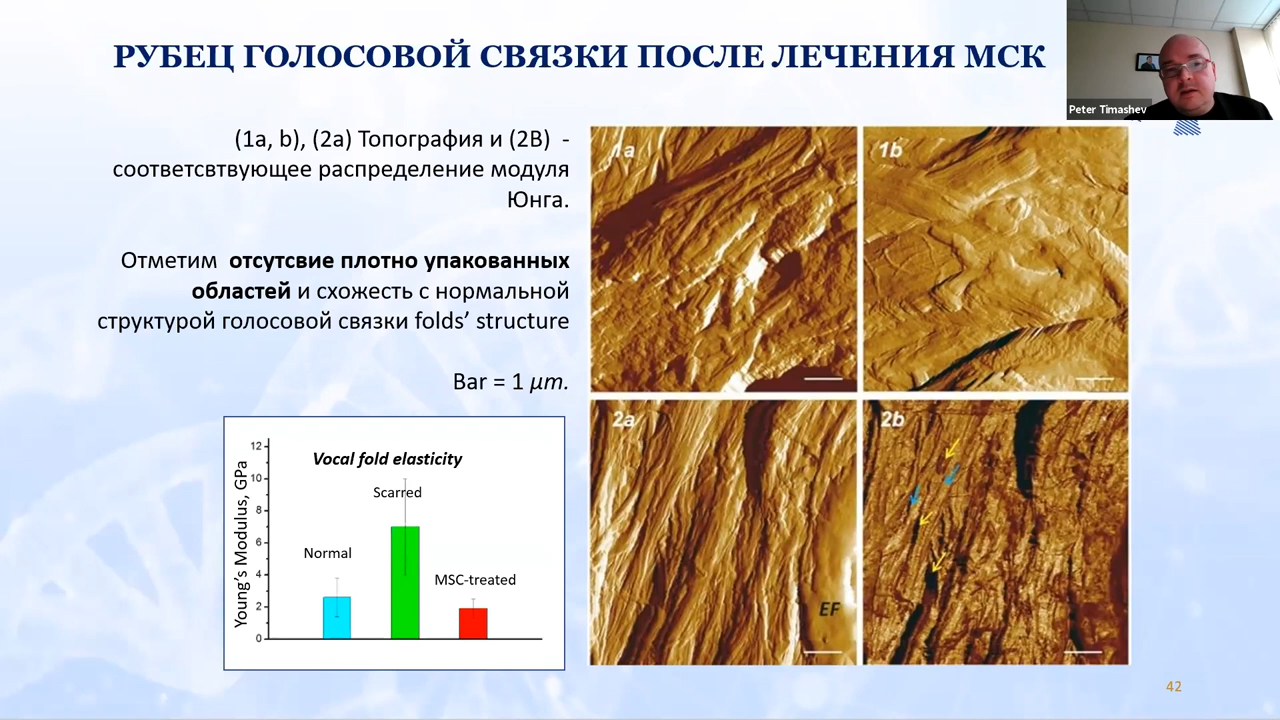 РУБЕЦ ГОЛОСОВОЙ СВЯЗКИ ПОСЛЕ ЛЕЧЕНИЯ МСК
Peter Timashev
(1a, b), (2a) Топография и (2B) -
соответсвтвующее распределение модуля
Юнга.
Отметим отсутсвие плотно упакованных
областей и схожесть с нормальной
структурой голосовой связки folds’ structure
Bar = 1 µm.
1a
1b
2a
2b
EF
Vocal fold elasticity
Young’s Modulus, GPa
12
10
8
6
4
2
0
Normal
Scarred
MSC-treated
42